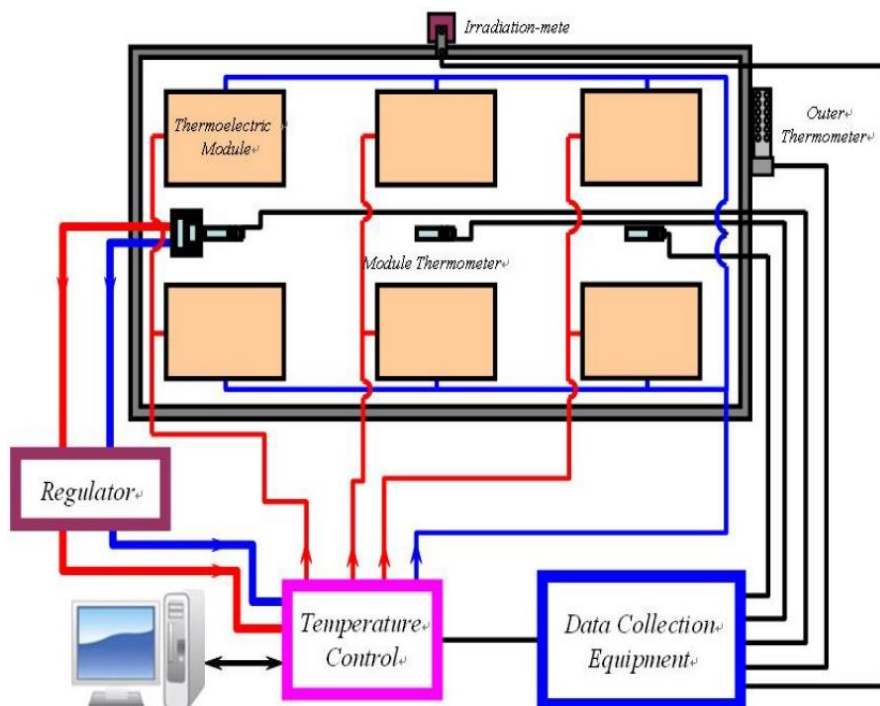 Irradiation-mete
Thermoelectric
Module
Outer
Thermometer
Module Thermometer
Regulator
Temperature
Control
Data Collection
Equipment